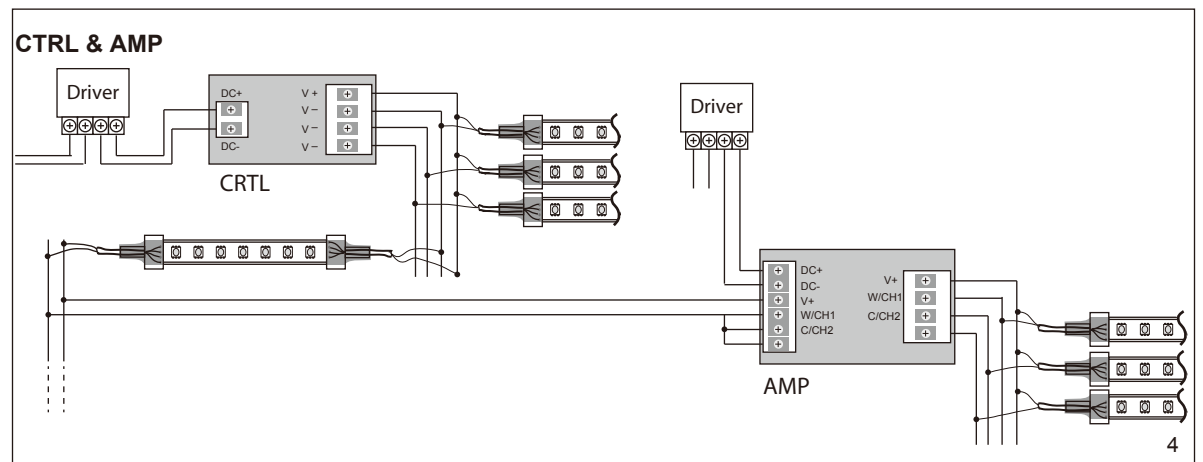 CTRL & AMP
Driver
DC+
DC-
V +
V –
V –
V –
CRTL
Driver
DC+
DC-
V+
W/CH1
C/CH2
V+
W/CH1
C/CH2
AMP
4